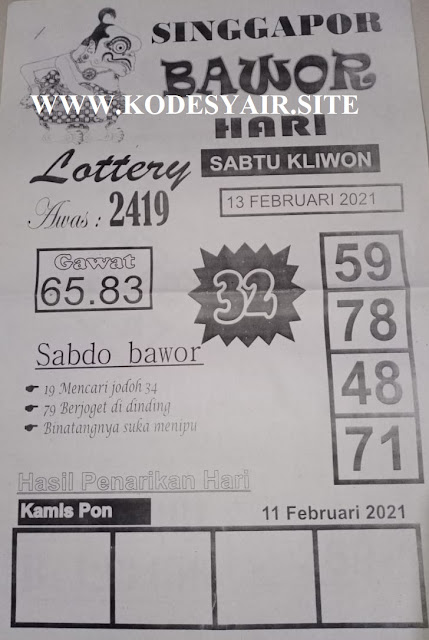 SINGGAPOR
BAWOR
WWW.KODESYAIR.SITE
HARI
Lottery
SABTU KLIWON
Awas : 2419
13 FEBRUARI 2021
Gawat
65.83
32
59
78
48
71
Sabdo bawor
19 Mencari jodoh 34
79 Berjoget di dinding
Binatangnya suka menipu
Hasil Penarikan Hari
Kamis Pon
11 Februari 2021